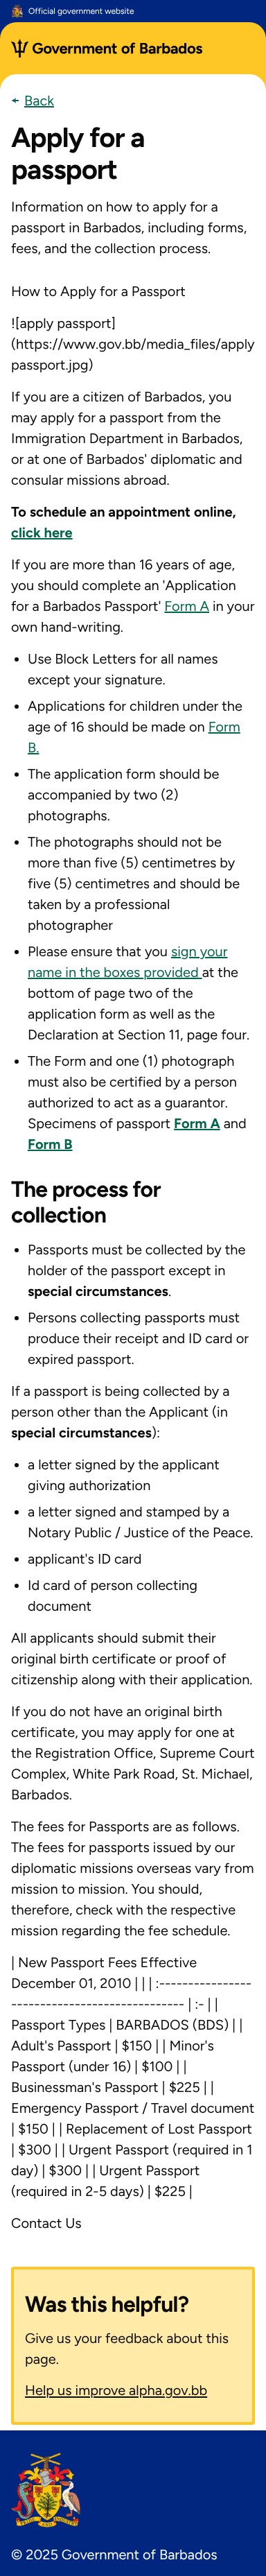 Official government website
Government of Barbados
← Back
Apply for a
passport
Information on how to apply for a
passport in Barbados, including forms,
fees, and the collection process.
How to Apply for a Passport
![apply passport]
(https://www.gov.bb/media_files/apply
passport.jpg)
If you are a citizen of Barbados, you
may apply for a passport from the
Immigration Department in Barbados,
or at one of Barbados' diplomatic and
consular missions abroad.
To schedule an appointment online,
click here
If you are more than 16 years of age,
you should complete an 'Application
for a Barbados Passport' Form A in your
own hand-writing.
• Use Block Letters for all names
except your signature.
• Applications for children under the
age of 16 should be made on Form
B.
• The application form should be
accompanied by two (2)
photographs.
• The photographs should not be
more than five (5) centimetres by
five (5) centimetres and should be
taken by a professional
photographer
• Please ensure that you sign your
name in the boxes provided at the
bottom of page two of the
application form as well as the
Declaration at Section 11, page four.
• The Form and one (1) photograph
must also be certified by a person
authorized to act as a guarantor.
Specimens of passport Form A and
Form B
The process for
collection
• Passports must be collected by the
holder of the passport except in
special circumstances.
• Persons collecting passports must
produce their receipt and ID card or
expired passport.
If a passport is being collected by a
person other than the Applicant (in
special circumstances):
• a letter signed by the applicant
giving authorization
• a letter signed and stamped by a
Notary Public / Justice of the Peace.
• applicant's ID card
• Id card of person collecting
document
All applicants should submit their
original birth certificate or proof of
citizenship along with their application.
If you do not have an original birth
certificate, you may apply for one at
the Registration Office, Supreme Court
Complex, White Park Road, St. Michael,
Barbados.
The fees for Passports are as follows.
The fees for passports issued by our
diplomatic missions overseas vary from
mission to mission. You should,
therefore, check with the respective
mission regarding the fee schedule.
| New Passport Fees Effective
December 01, 2010 | | | :----------------
------------------------------ | :- | |
Passport Types | BARBADOS (BDS) | |
Adult's Passport | $150 | | Minor's
Passport (under 16) | $100 | |
Businessman's Passport | $225 | |
Emergency Passport / Travel document
| $150 | | Replacement of Lost Passport
| $300 | | Urgent Passport (required in 1
day) | $300 | | Urgent Passport
(required in 2-5 days) | $225 |
Contact Us
Was this helpful?
Give us your feedback about this
page.
Help us improve alpha.gov.bb
PRIDE AND INDUSTRY
© 2025 Government of Barbados